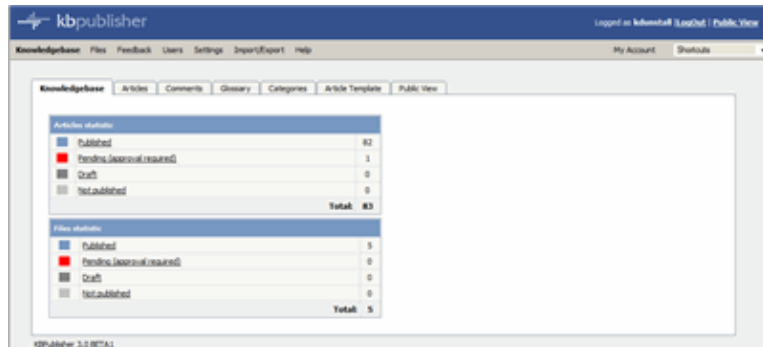 kbpublisher
Logged as kdunstall | LogOut | Public View
Knowledgebase Files Feedback Users Settings Import/Export Help My Account Shortcuts
Knowledgebase Articles Comments Glossary Categories Article Template Public View
Articles statistic
Published 82
Pending (approval required) 1
Draft 0
Not published 0
Total: 83
Files statistic
Published 5
Pending (approval required) 0
Draft 0
Not published 0
Total: 5
KBPublisher 3.0 BETA1